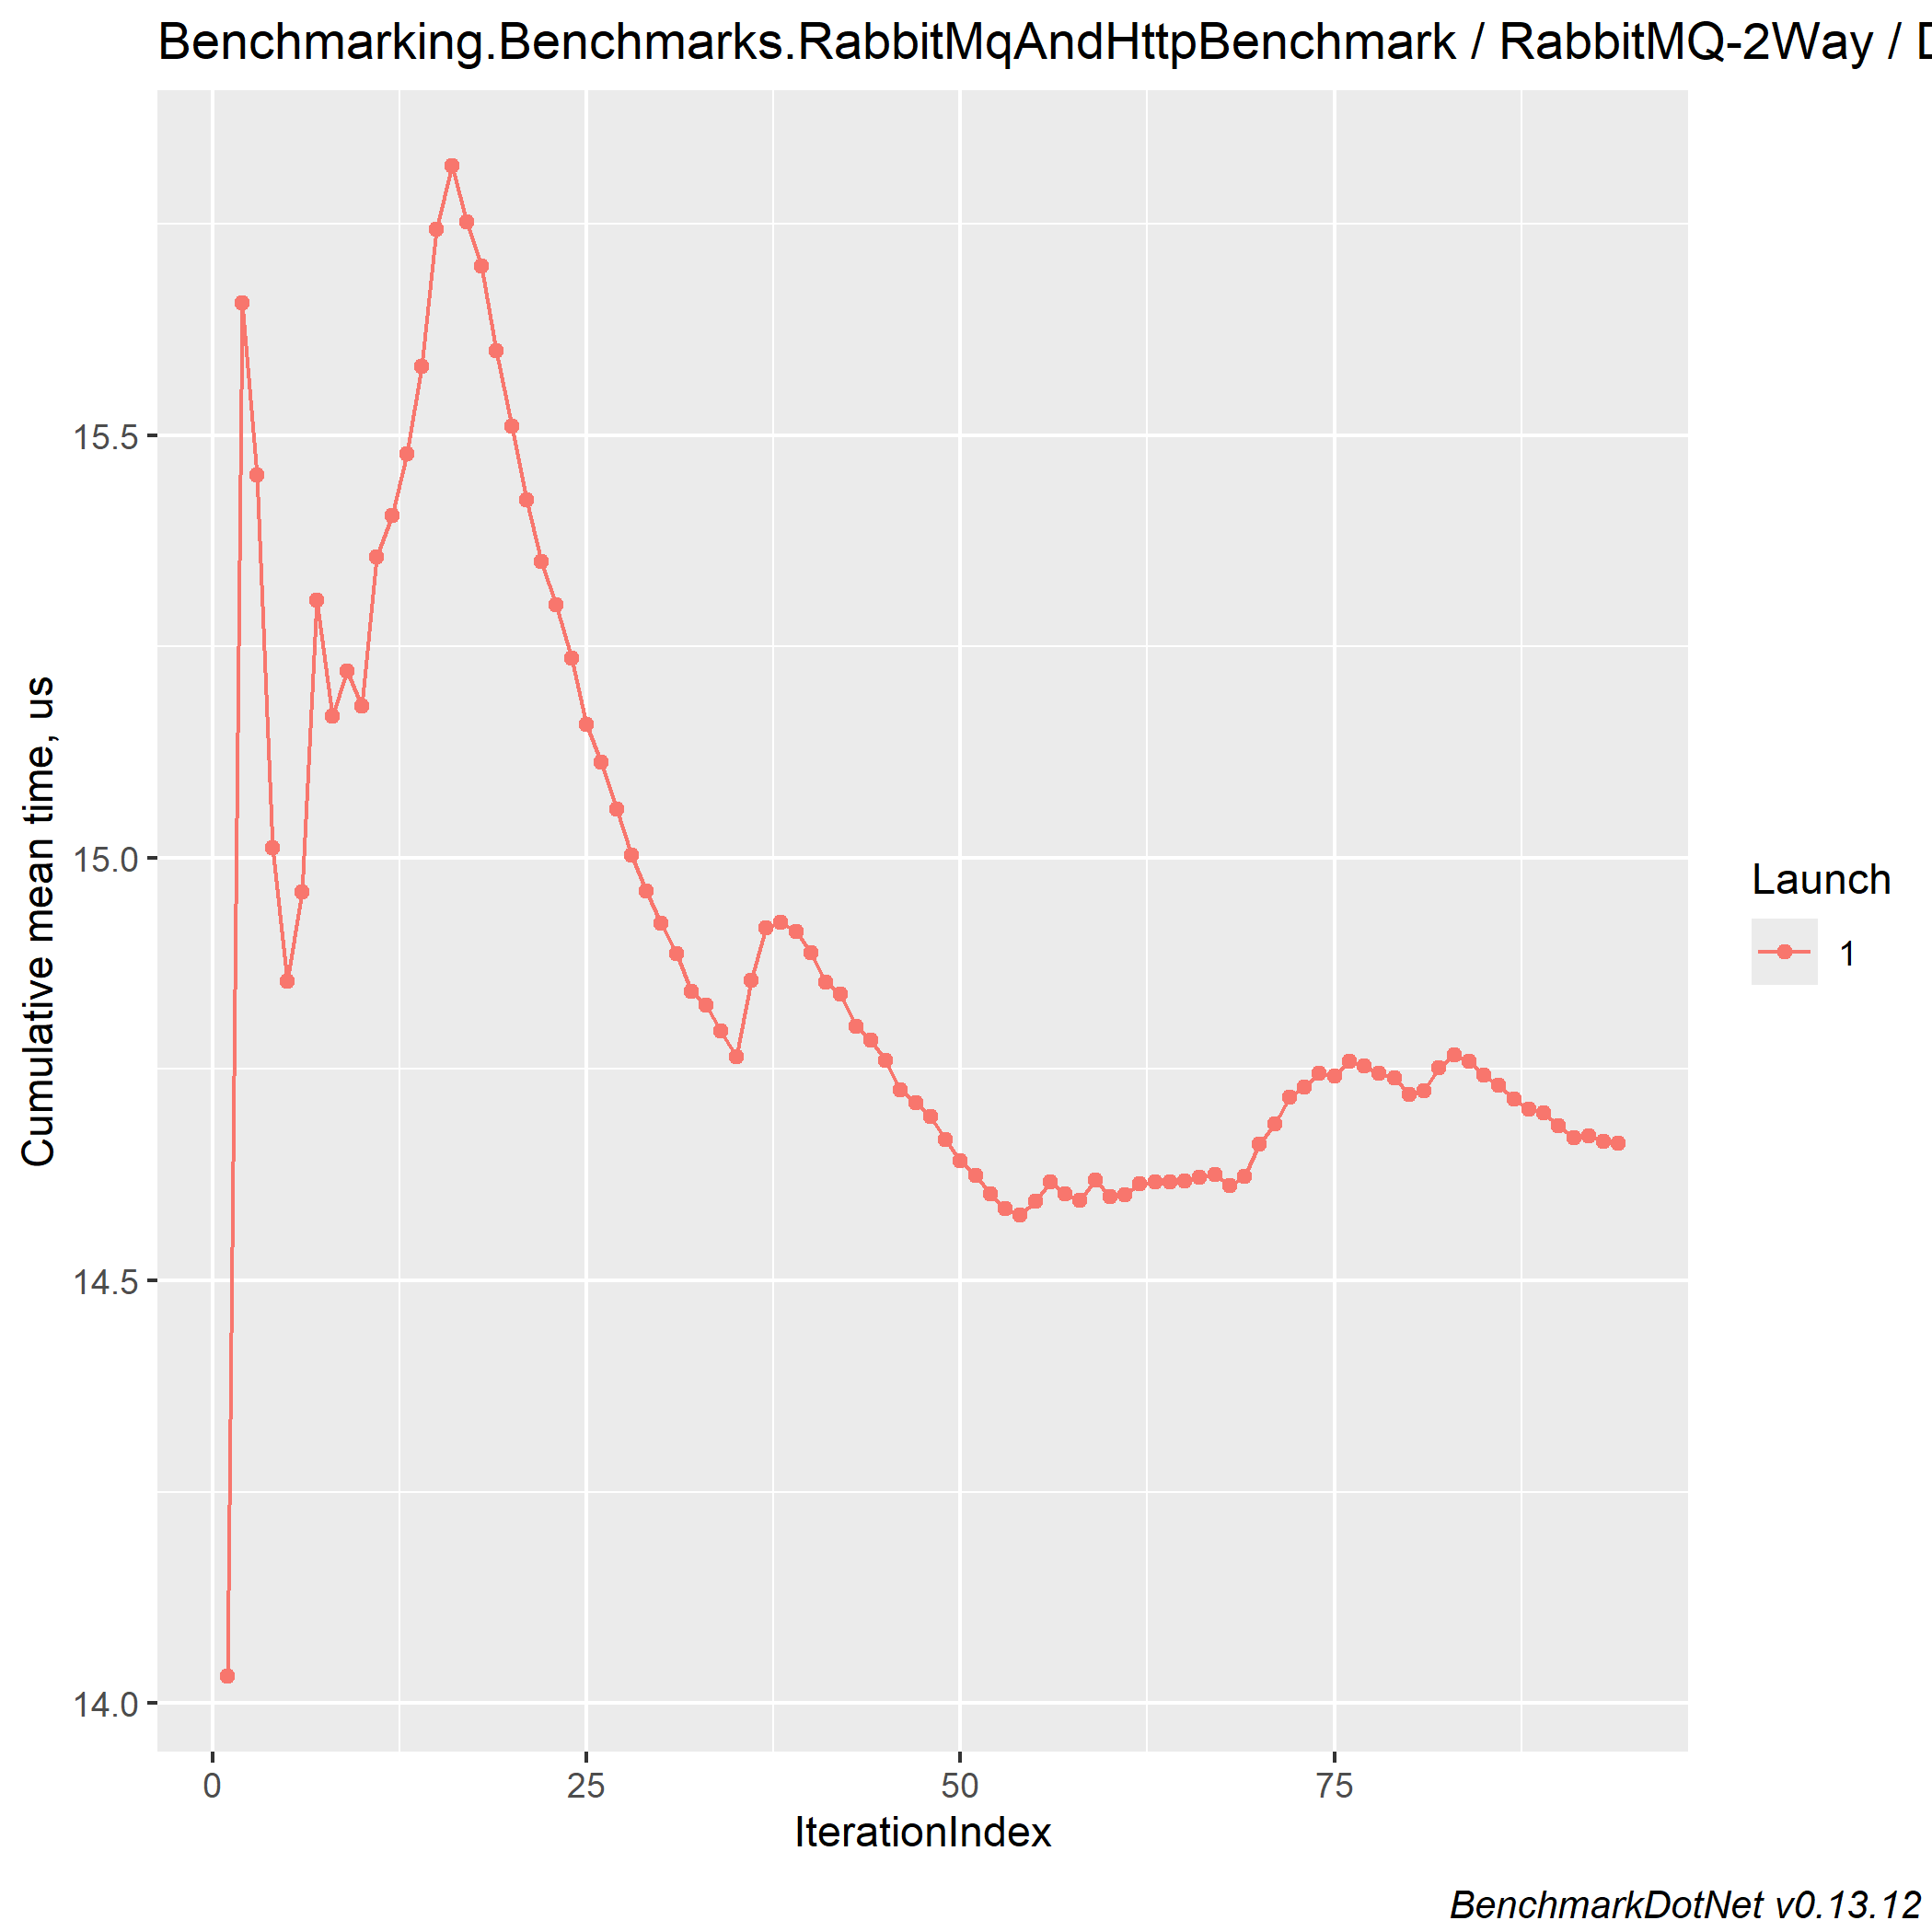 Benchmarking.Benchmarks.RabbitMqAndHttpBenchmark / RabbitMQ-2Way /
Cumulative mean time, us
15.5
15.0
14.5
14.0
0 25 50 75
IterationIndex
Launch
1
BenchmarkDotNet v0.13.12